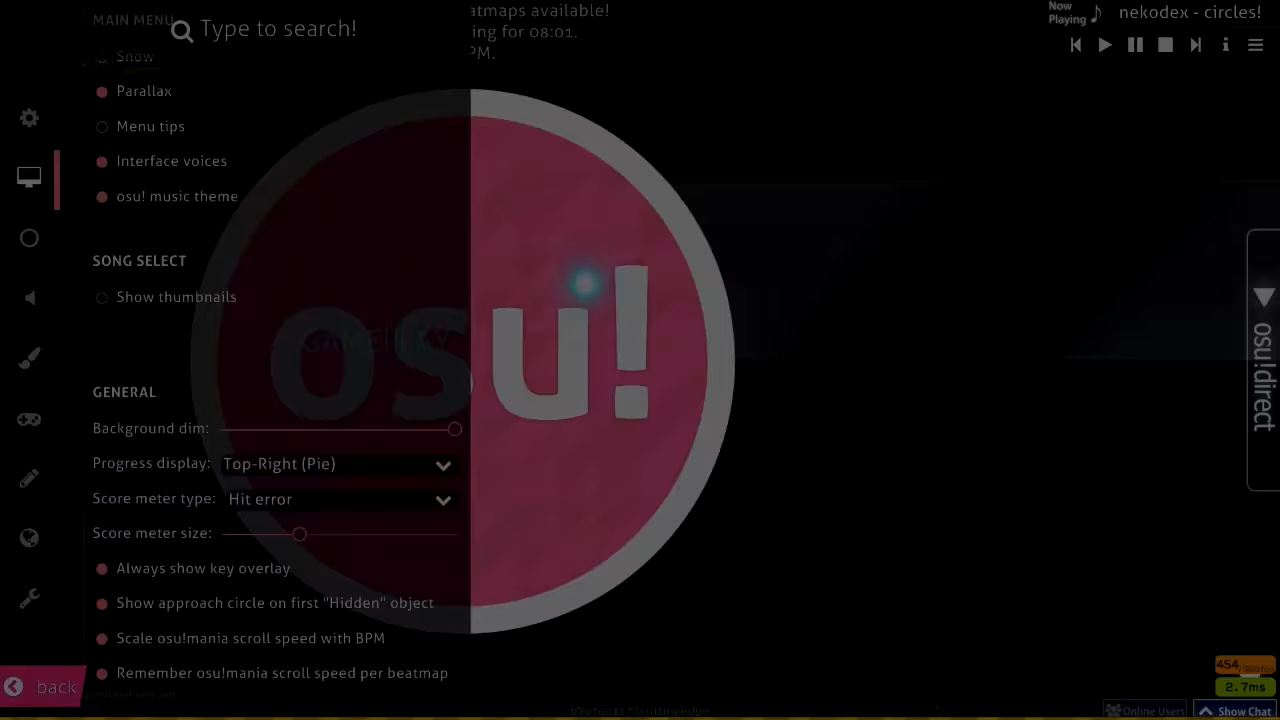 MAIN MENU
Type to search!
atmaps available!
ing for 08:01.
PM.
Now Playing
nekodex - circles!
Snow
Parallax
Menu tips
Interface voices
osu! music theme
SONG SELECT
Show thumbnails
osu!
osu!direct
GAMEPLAY
GENERAL
Background dim:
Progress display: Top-Right (Pie)
Score meter type: Hit error
Score meter size:
Always show key overlay
Show approach circle on first "Hidden" object
Scale osu!mania scroll speed with BPM
Remember osu!mania scroll speed per beatmap
back
454
2.7ms
Online Users
Show Chat